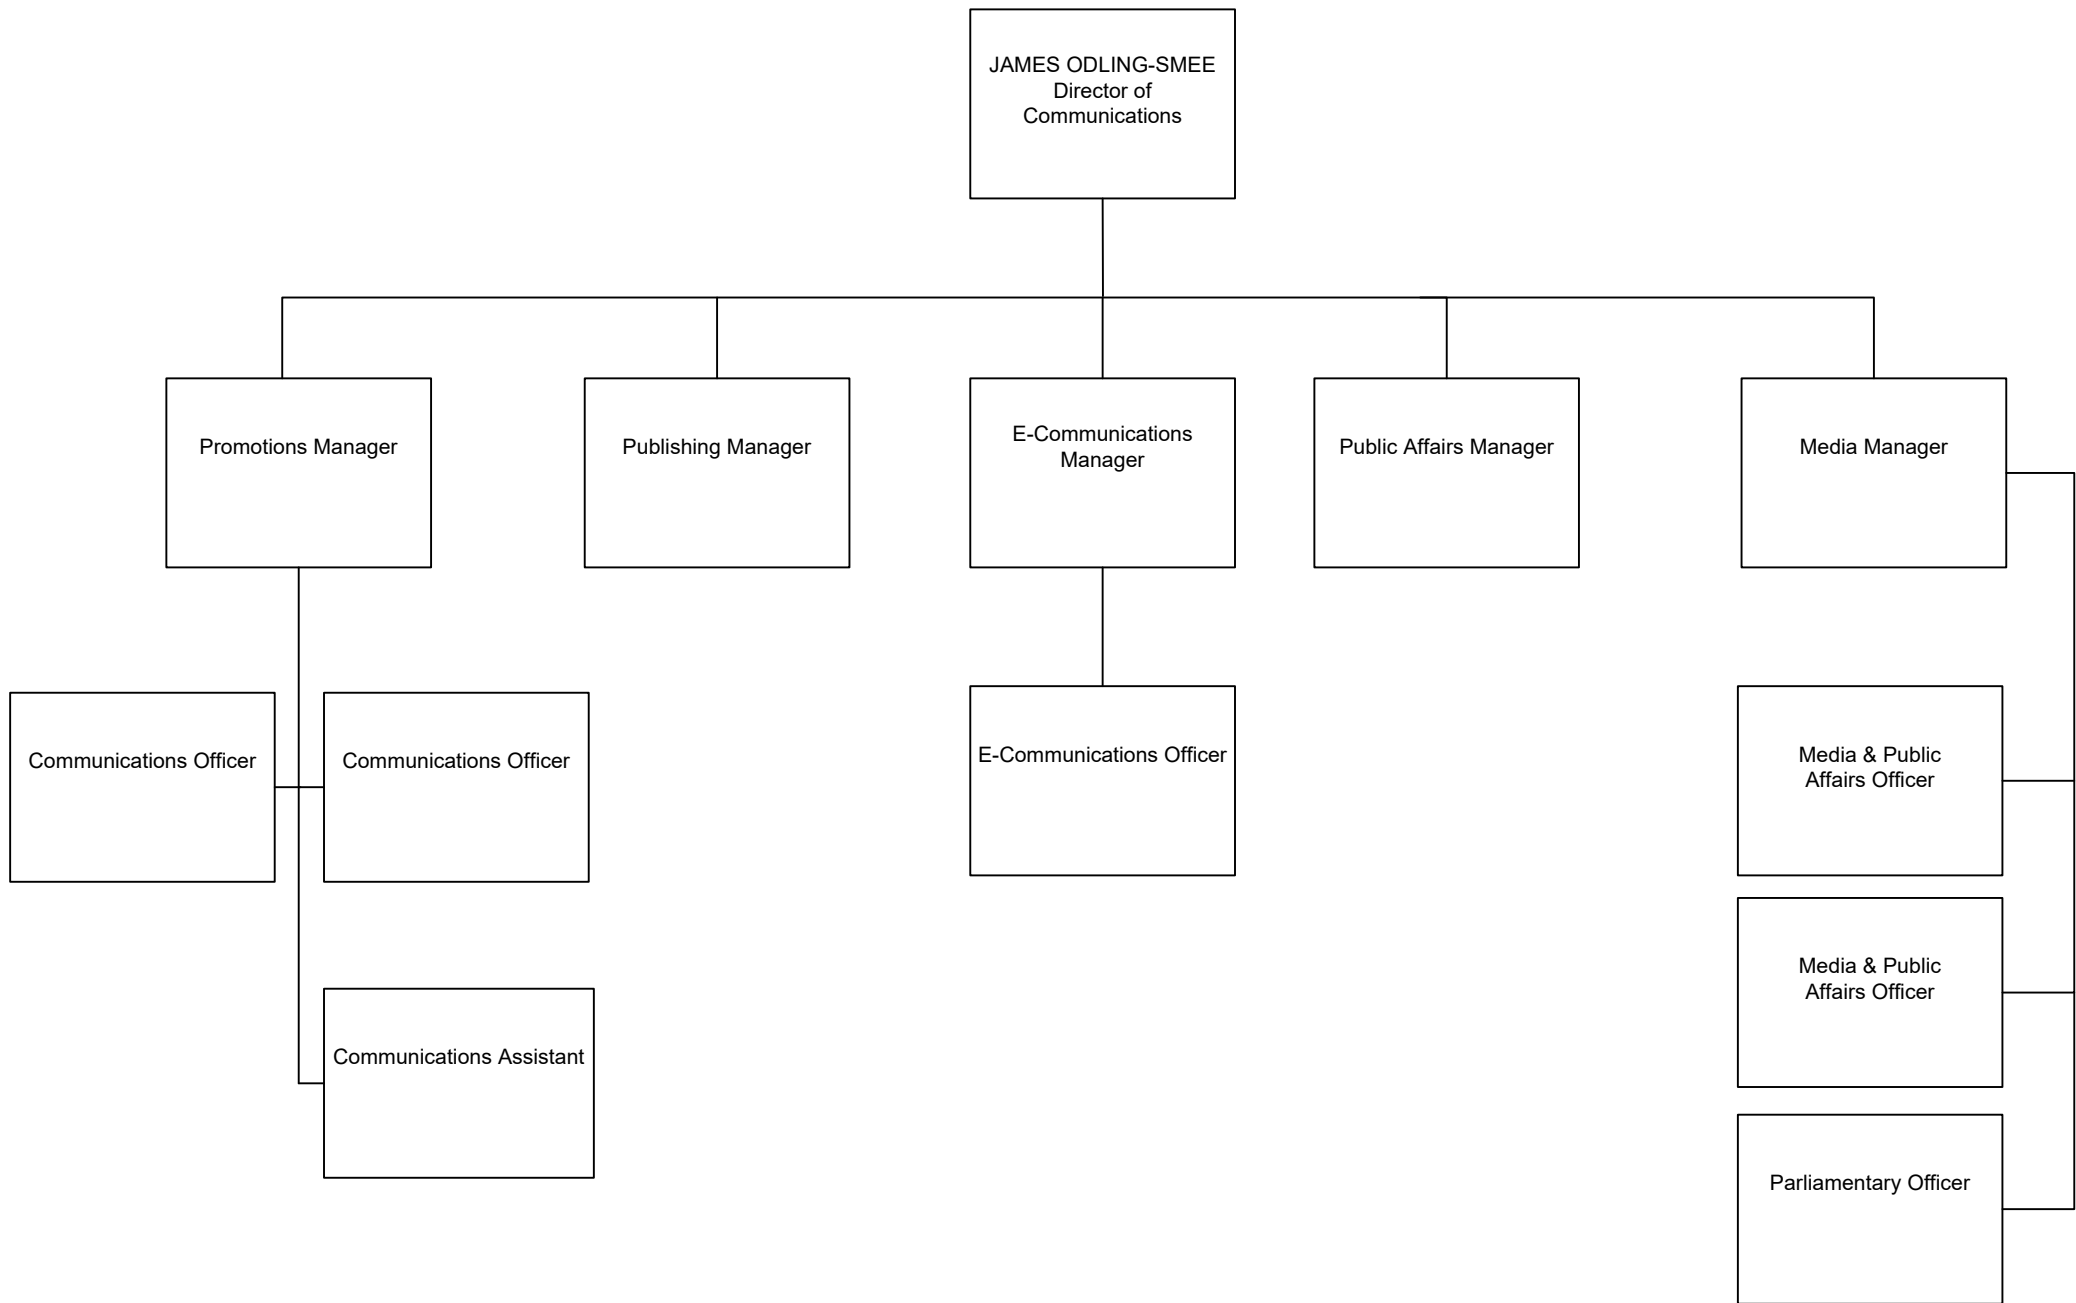 JAMES ODLING-SMEE
Director of
Communications
Promotions Manager
Publishing Manager
E-Communications
Manager
Public Affairs Manager
Media Manager
Communications Officer
Communications Officer
E-Communications Officer
Media & Public
Affairs Officer
Media & Public
Affairs Officer
Communications Assistant
Parliamentary Officer